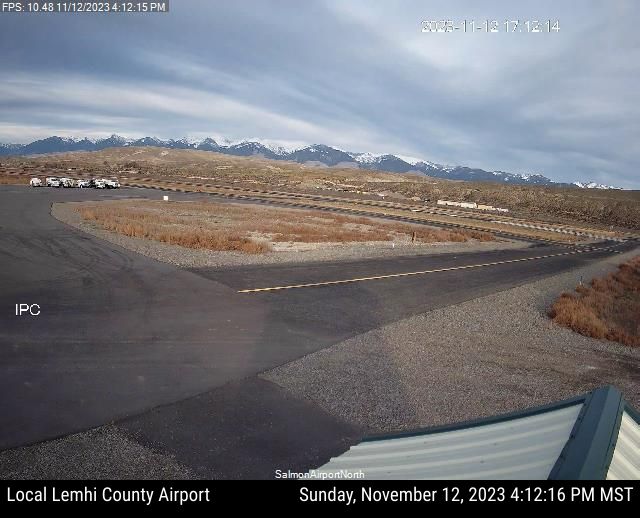 FPS: 10.48 11/12/2023 4:12:15 PM
2023-11-12 17:12:14
IPC
SalmonAirportNorth
Local Lemhi County Airport
Sunday, November 12, 2023 4:12:16 PM MST